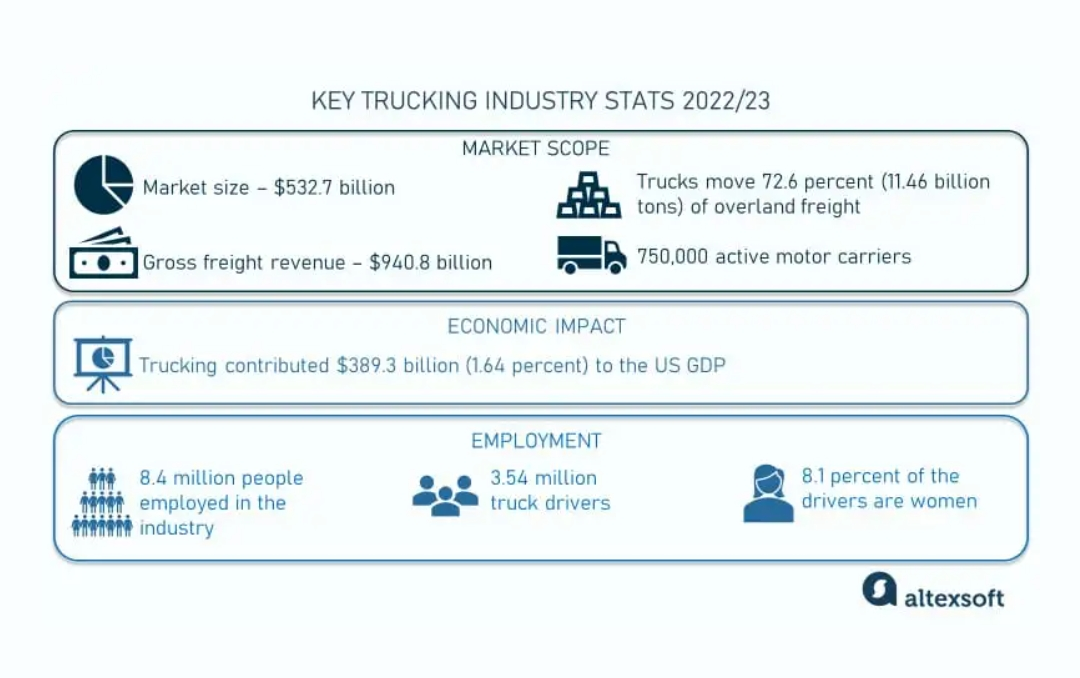 KEY TRUCKING INDUSTRY STATS 2022/23
MARKET SCOPE
Market size – $532.7 billion
Trucks move 72.6 percent (11.46 billion
tons) of overland freight
Gross freight revenue – $940.8 billion
750,000 active motor carriers
ECONOMIC IMPACT
Trucking contributed $389.3 billion (1.64 percent) to the US GDP
EMPLOYMENT
8.4 million people
employed in the
industry
3.54 million
truck drivers
8.1 percent of the
drivers are women
altexsoft